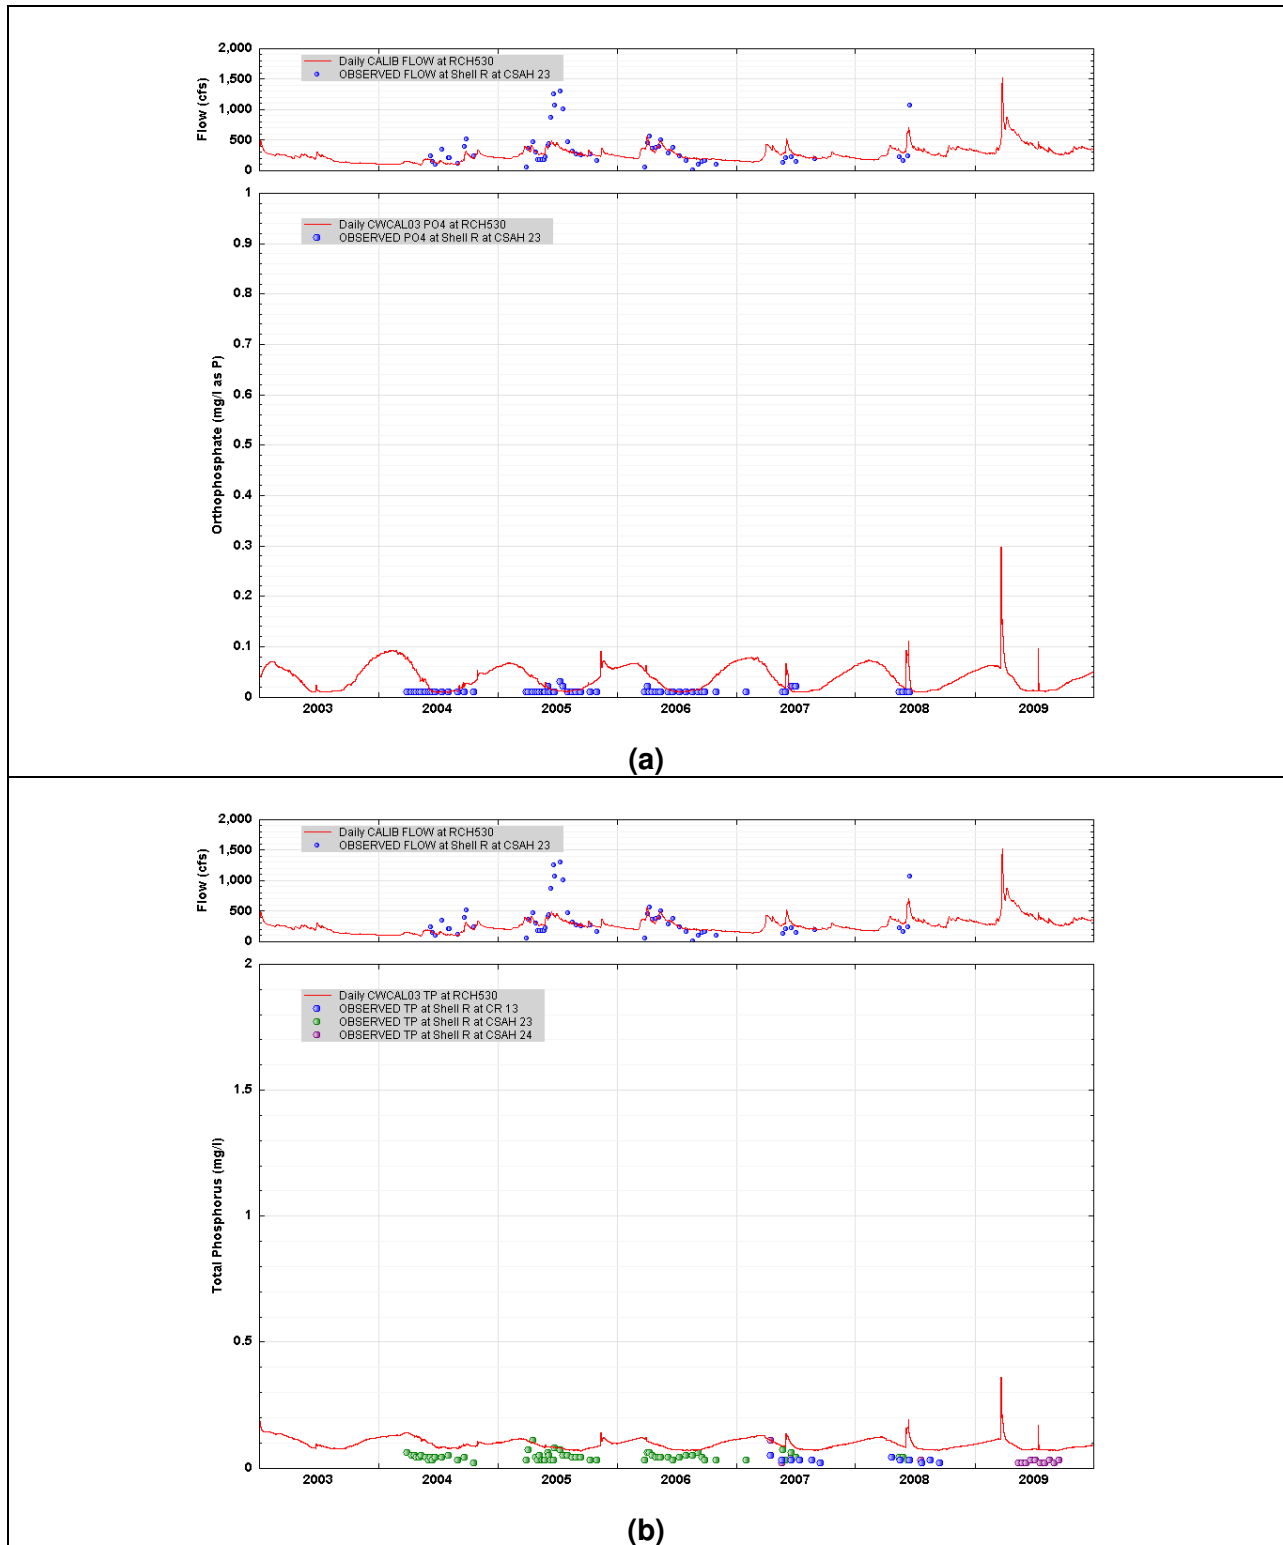 2,000
1,500
1,000
500
0
Flow (cfs)
Daily CALIB FLOW at RCH530
OBSERVED FLOW at Shell R at CSAH 23
1
0.9
0.8
0.7
0.6
0.5
0.4
0.3
0.2
0.1
0
Orthophosphate (mg/l as P)
Daily CWCAL03 PO4 at RCH530
OBSERVED PO4 at Shell R at CSAH 23
2003 2004 2005 2006 2007 2008 2009
(a)
2,000
1,500
1,000
500
0
Flow (cfs)
Daily CALIB FLOW at RCH530
OBSERVED FLOW at Shell R at CSAH 23
2
1.5
1
0.5
0
Total Phosphorus (mg/l)
Daily CWCAL03 TP at RCH530
OBSERVED TP at Shell R at CR 13
OBSERVED TP at Shell R at CSAH 23
OBSERVED TP at Shell R at CSAH 24
2003 2004 2005 2006 2007 2008 2009
(b)